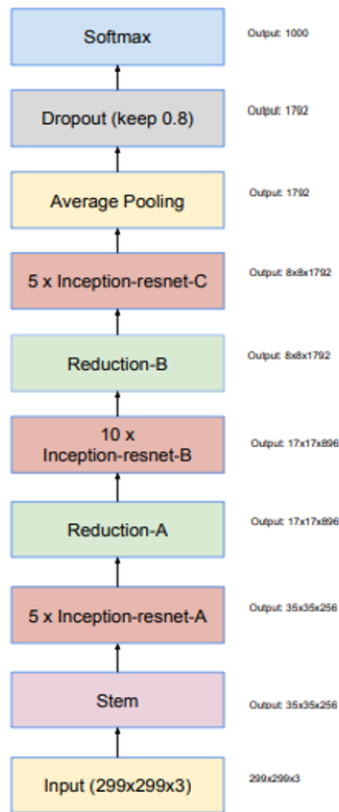 Softmax
Output: 1000
Dropout (keep 0.8)
Output: 1792
Average Pooling
Output: 1792
5 x Inception-resnet-C
Output: 8x8x1792
Reduction-B
Output: 8x8x1792
10 x
Inception-resnet-B
Output: 17x17x896
Reduction-A
Output: 17x17x896
5 x Inception-resnet-A
Output: 35x35x256
Stem
Output: 35x35x256
Input (299x299x3)
299x299x3